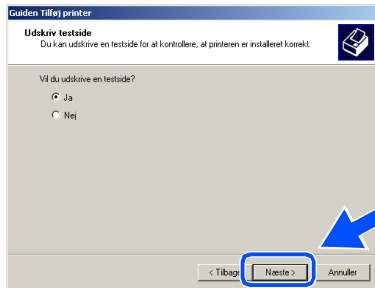 Guiden Tilføj printer
Udskriv testside
Du kan udskrive en testside for at kontrollere, at printeren er installeret korrekt.
Vil du udskrive en testside?
Ja
Nej
< Tilbage
Næste >
Annuller